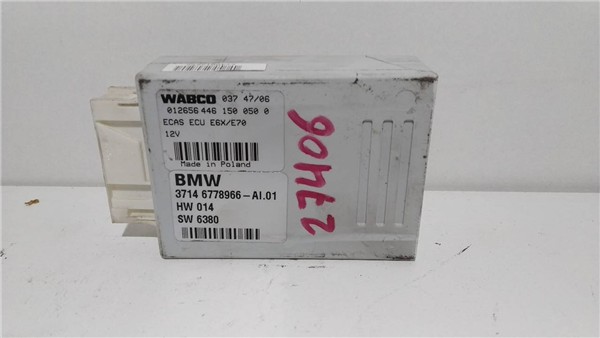 WABCO 037 47/06
012656 446 150 050 0
ECAS ECU E6X/E70
12V
Made in Poland
BMW
3714 6778966-AI.01
HW 014
SW 6380